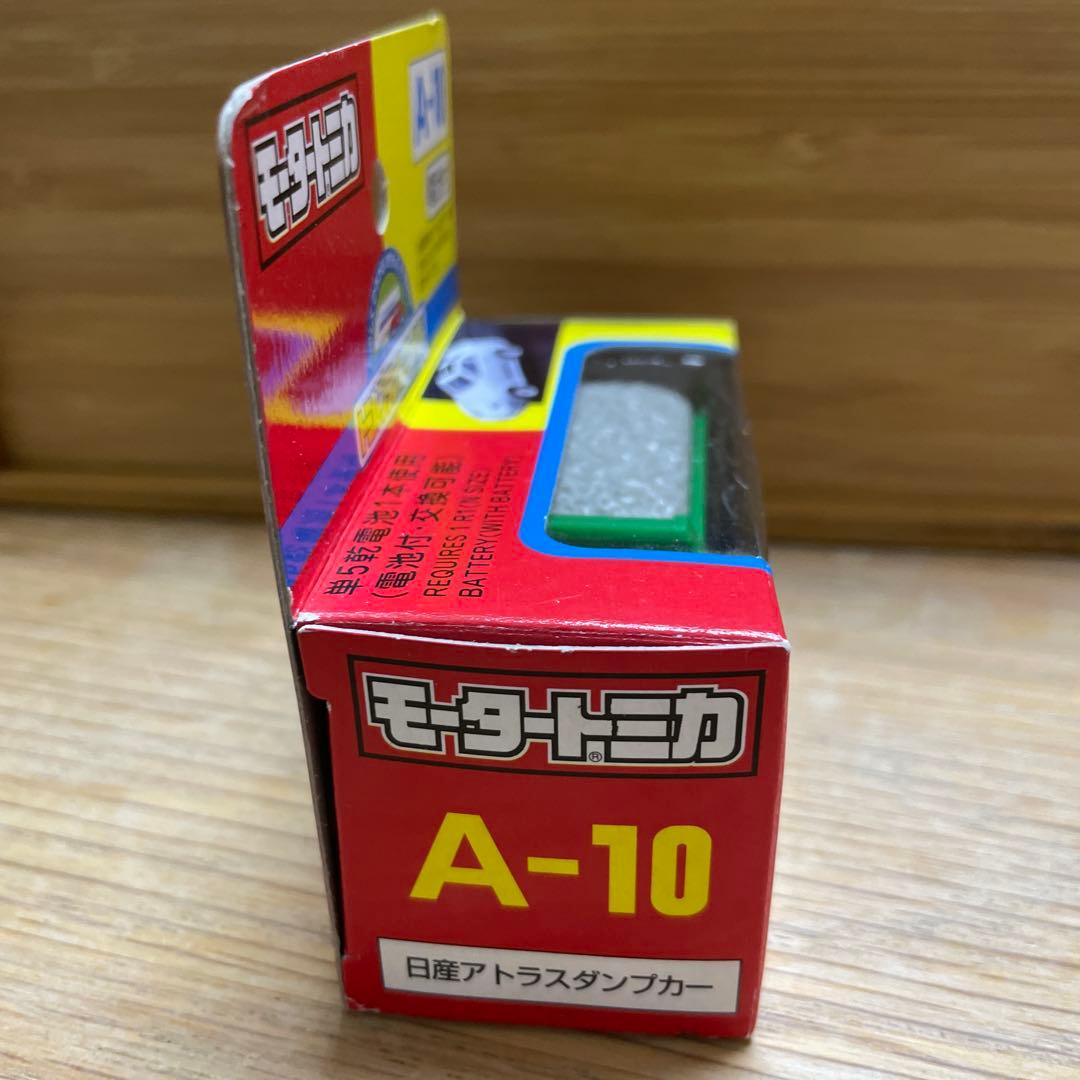 モータートミカ
A-10
単5乾電池1本使用
(電池付・交換可能)
REQUIRES 1 R1(N SIZE)
BATTERY.(WITH BATTERY)
モータートミカ®
A-10
日産アトラスダンプカー